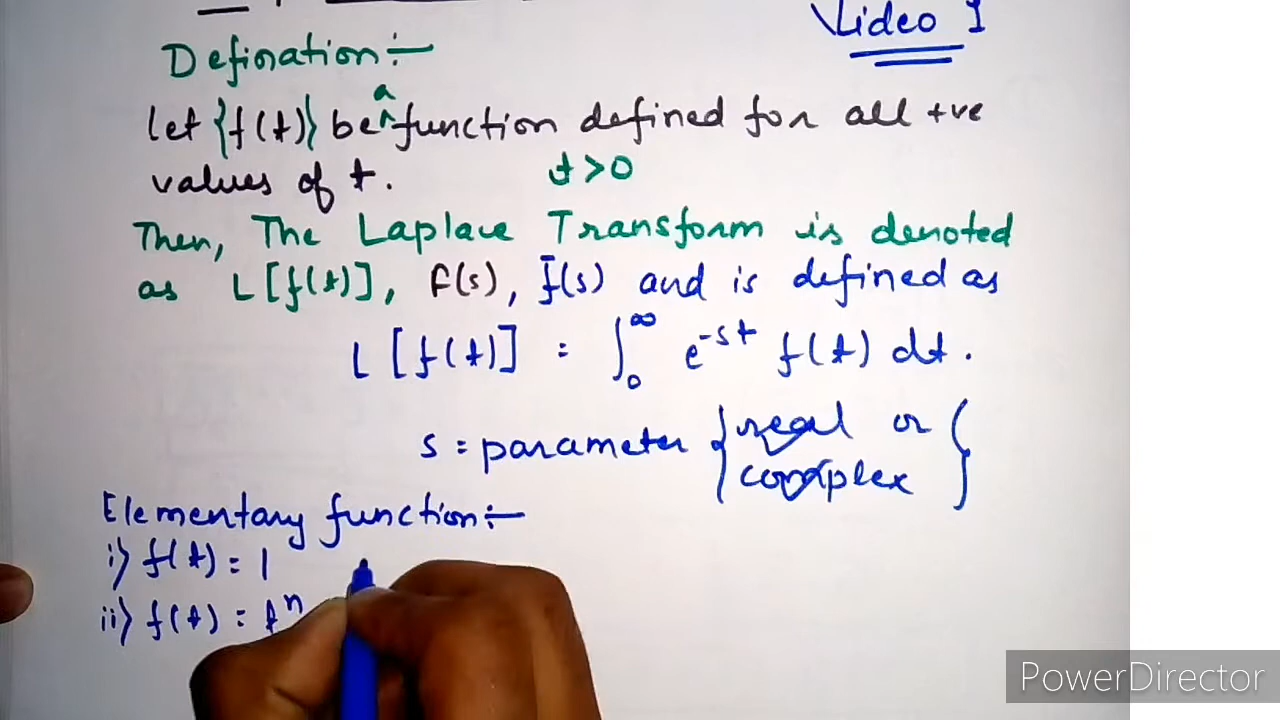 Video 1
Defination:-
let {f(t)} be a function defined for all +ve
values of t. t>0
Then, The Laplace Transform is denoted
as L[f(t)], F(s), f̄(s) and is defined as
L [f(t)] = ∫₀^∞ e^-st f(t) dt.
s = parameter {real or
complex}
Elementary function:-
i) f(t) = 1
ii) f(t) = t^n
PowerDirector